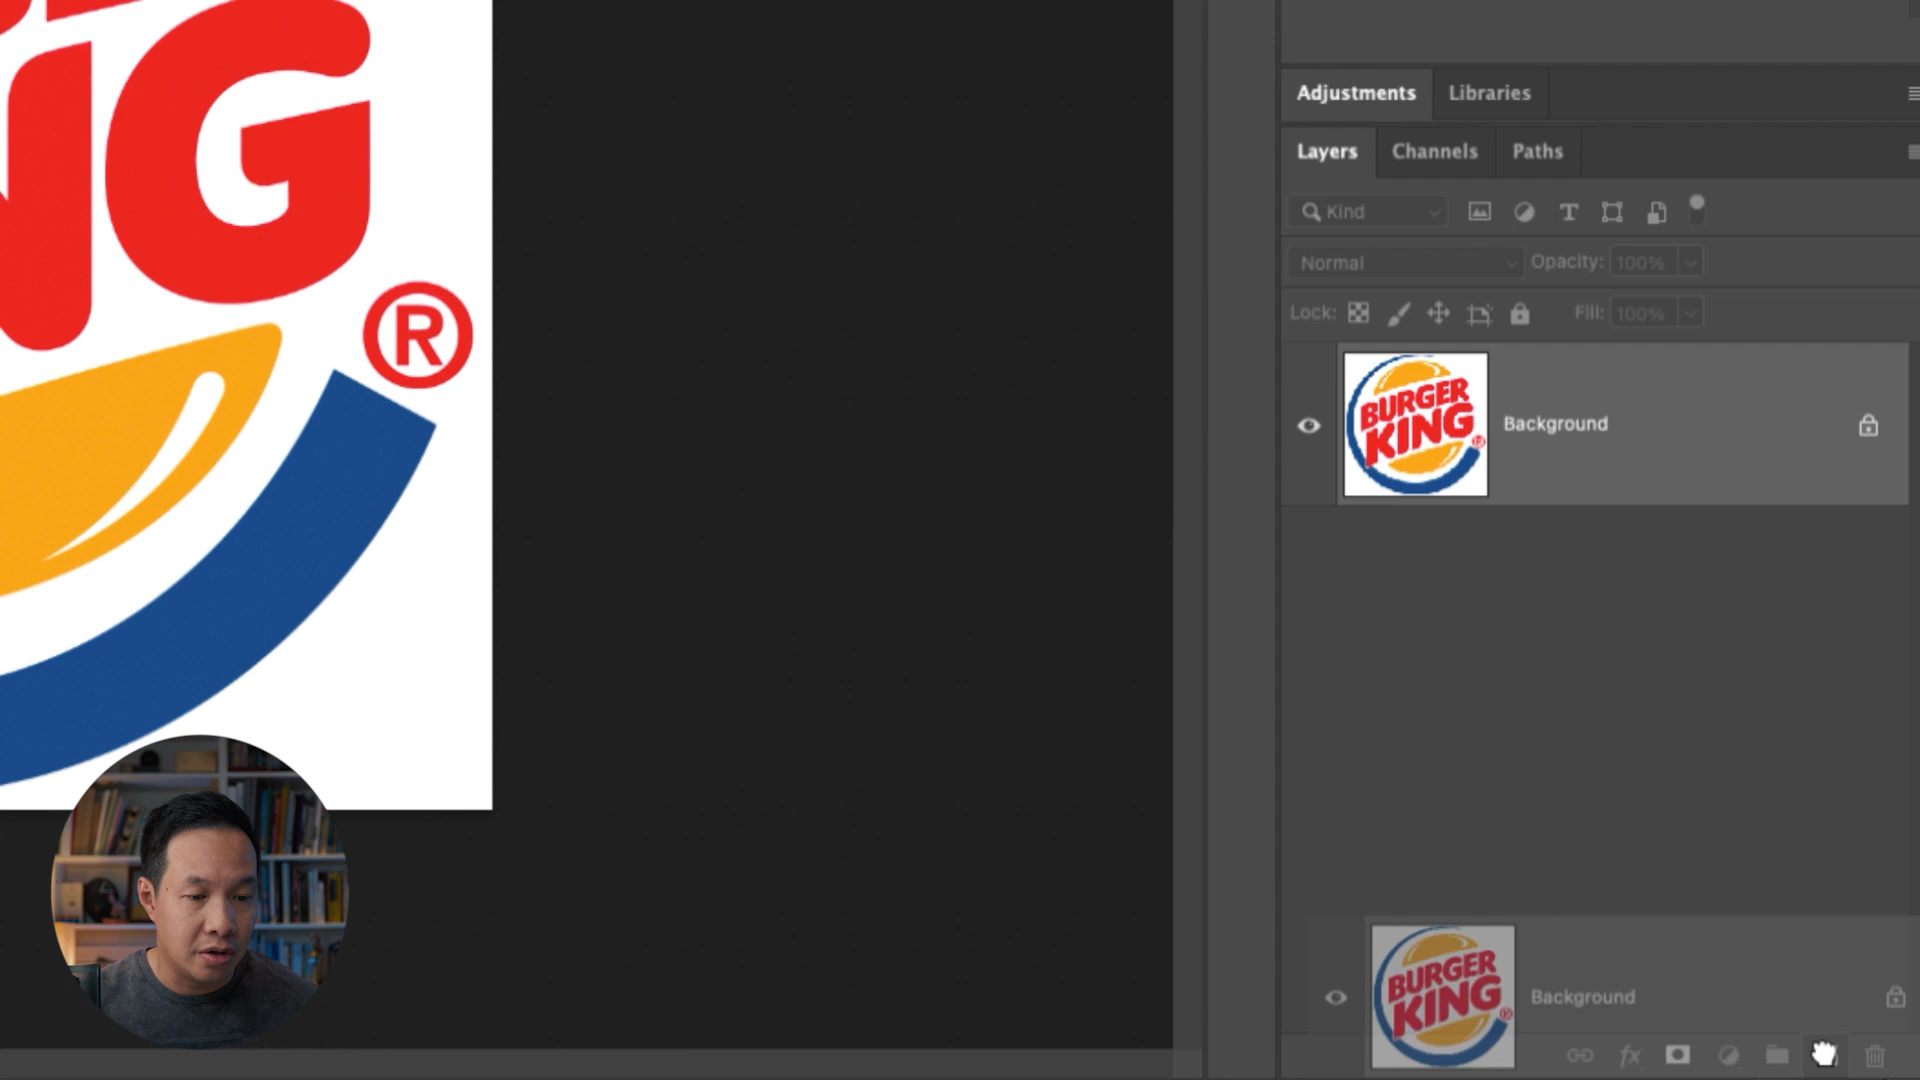 NG
®
Adjustments Libraries
Layers Channels Paths
Kind
Normal Opacity: 100%
Lock: Fill: 100%
BURGER
KING
®
Background
BURGER
KING
®
Background
fx